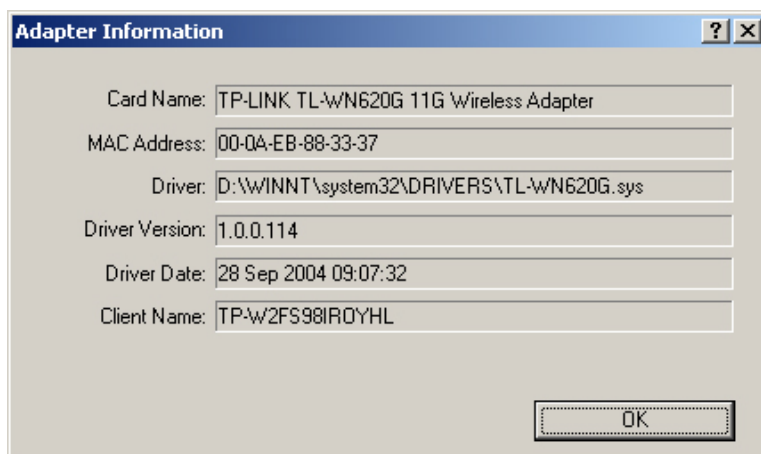 Adapter Information
Card Name: TP-LINK TL-WN620G 11G Wireless Adapter
MAC Address: 00-0A-EB-88-33-37
Driver: D:\WINNT\system32\DRIVERS\TL-WN620G.sys
Driver Version: 1.0.0.114
Driver Date: 28 Sep 2004 09:07:32
Client Name: TP-W2FS98IROYHL
OK